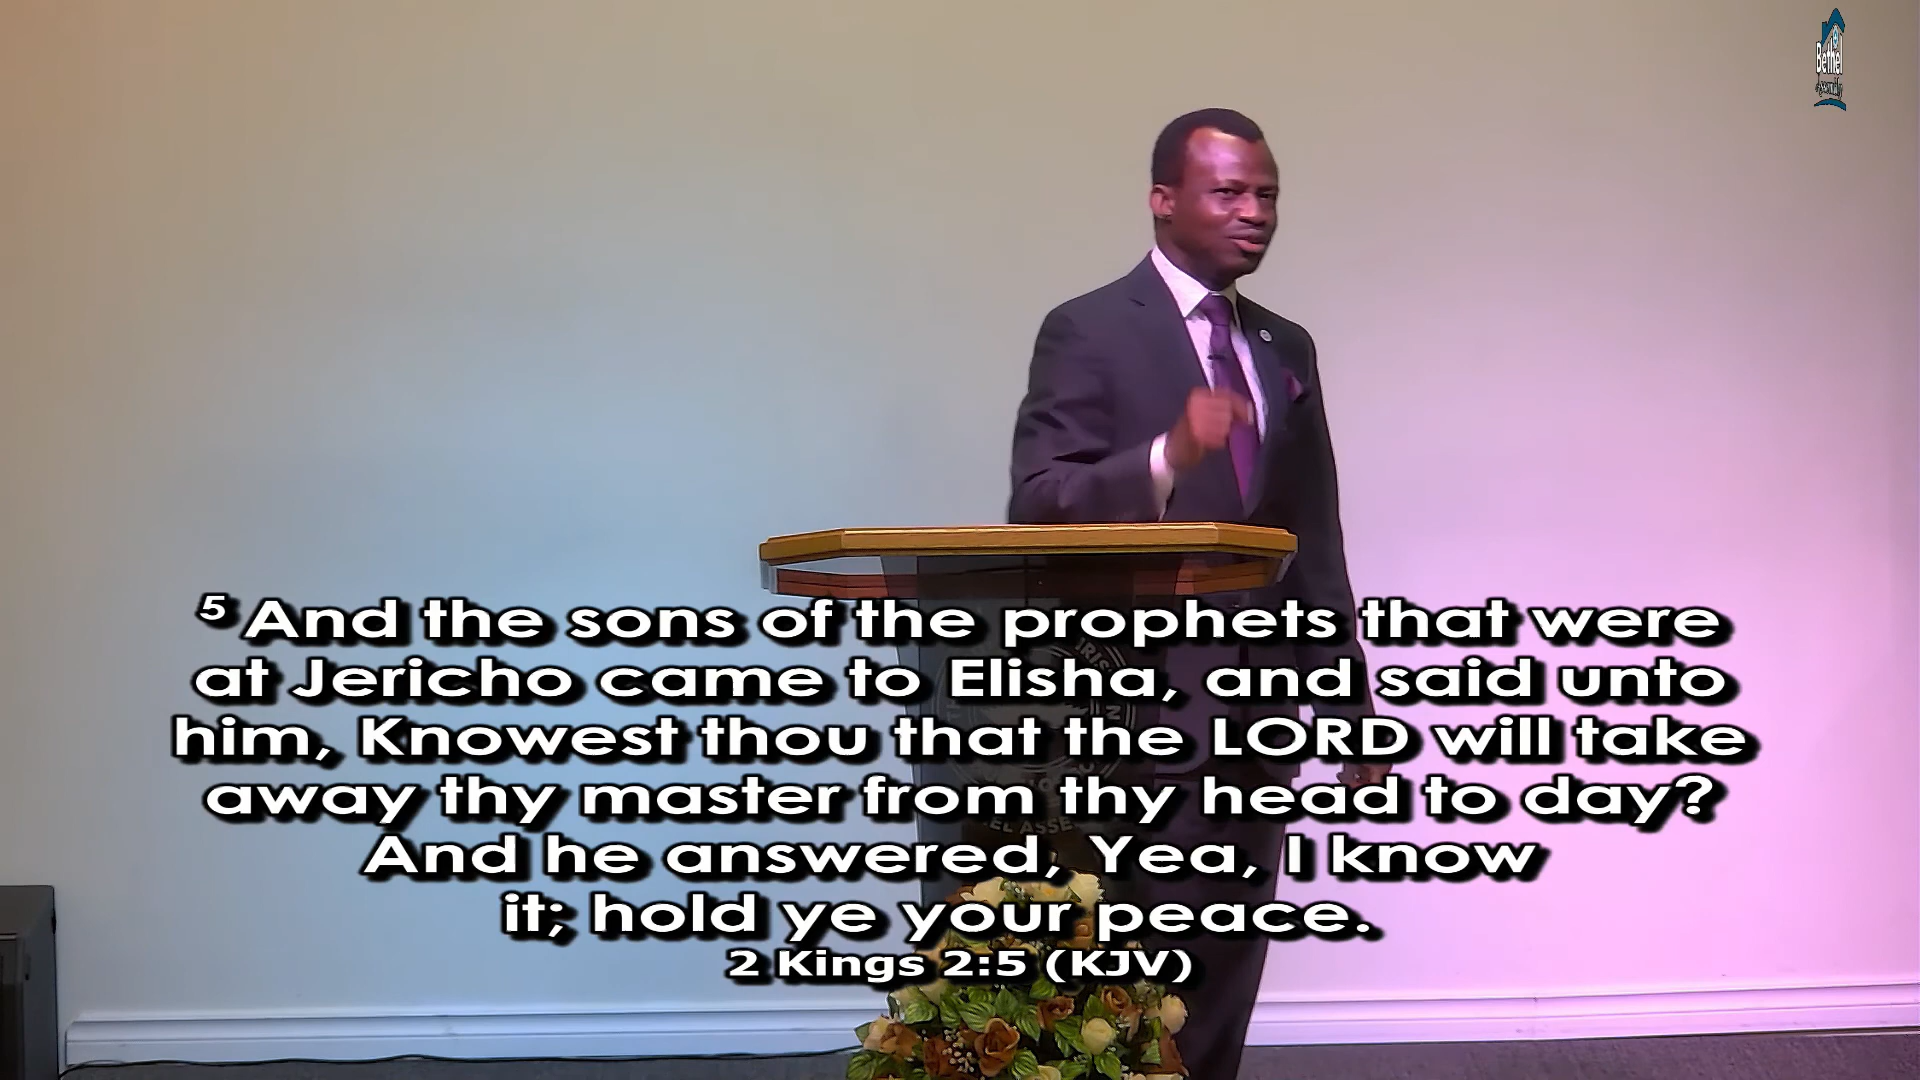 Bethel
Assembly
5 And the sons of the prophets that were
at Jericho came to Elisha, and said unto
him, Knowest thou that the LORD will take
away thy master from thy head to day?
And he answered, Yea, I know
it; hold ye your peace.
2 Kings 2:5 (KJV)